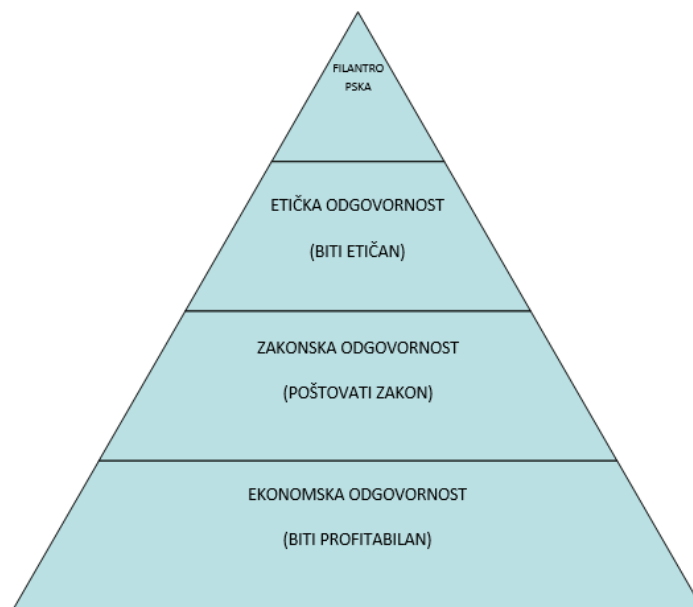 FILANTRO
PSKA
ETIČKA ODGOVORNOST
(BITI ETIČAN)
ZAKONSKA ODGOVORNOST
(POŠTOVATI ZAKON)
EKONOMSKA ODGOVORNOST
(BITI PROFITABILAN)